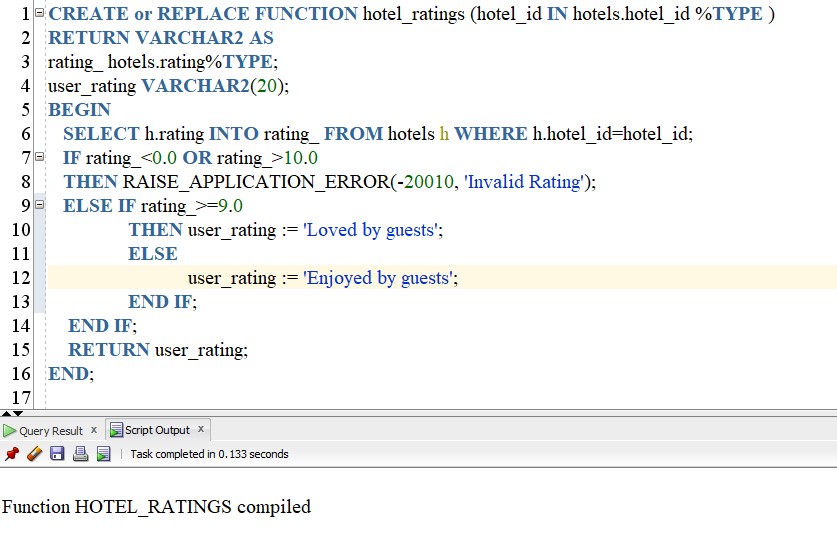 1 CREATE or REPLACE FUNCTION hotel_ratings (hotel_id IN hotels.hotel_id %TYPE )
2 RETURN VARCHAR2 AS
3 rating_ hotels.rating%TYPE;
4 user_rating VARCHAR2(20);
5 BEGIN
6 SELECT h.rating INTO rating_ FROM hotels h WHERE h.hotel_id=hotel_id;
7 IF rating_<0.0 OR rating_>10.0
8 THEN RAISE_APPLICATION_ERROR(-20010, 'Invalid Rating');
9 ELSE IF rating_>=9.0
10 THEN user_rating := 'Loved by guests';
11 ELSE
12 user_rating := 'Enjoyed by guests';
13 END IF;
14 END IF;
15 RETURN user_rating;
16 END;
17
Query Result x Script Output x
Task completed in 0.133 seconds
Function HOTEL_RATINGS compiled